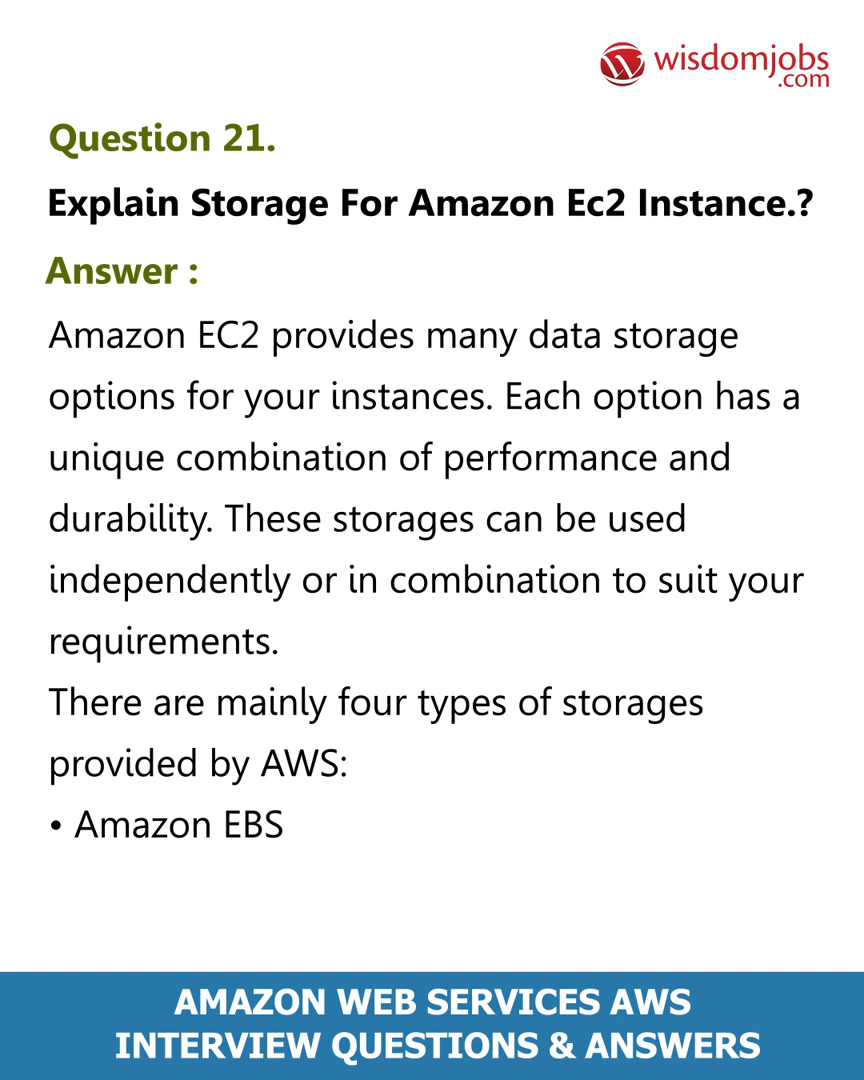 wisdomjobs
.com
Question 21.
Explain Storage For Amazon Ec2 Instance.?
Answer :
Amazon EC2 provides many data storage
options for your instances. Each option has a
unique combination of performance and
durability. These storages can be used
independently or in combination to suit your
requirements.
There are mainly four types of storages
provided by AWS:
• Amazon EBS
AMAZON WEB SERVICES AWS
INTERVIEW QUESTIONS & ANSWERS